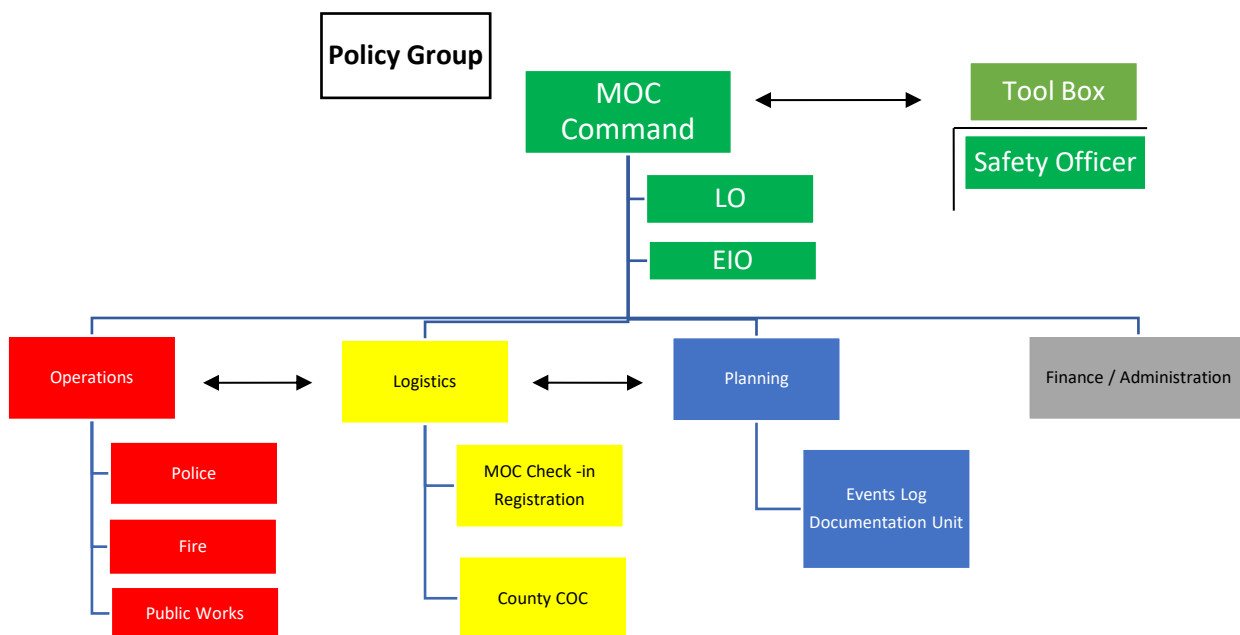 Policy Group
MOC
Command
Tool Box
Safety Officer
LO
EIO
Operations
Logistics
Planning
Finance / Administration
Police
Fire
Public Works
MOC Check -in
Registration
County COC
Events Log
Documentation Unit